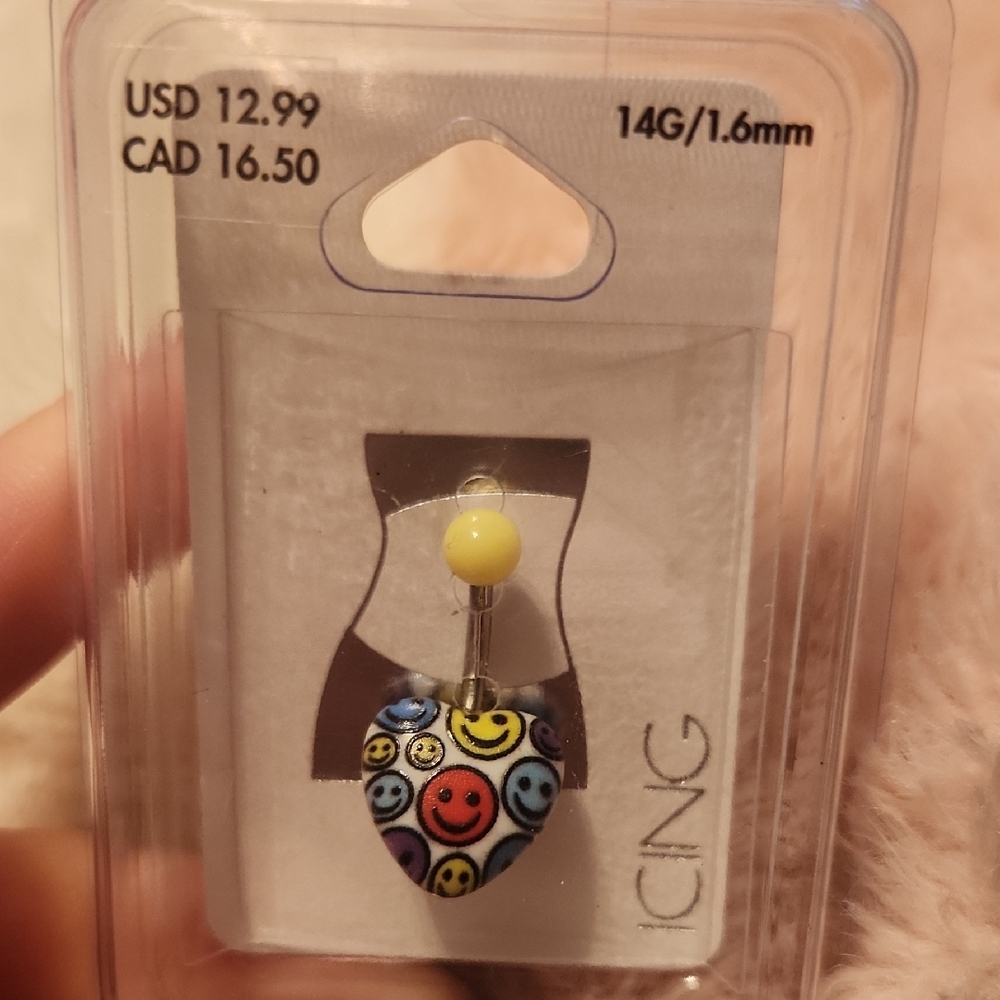 USD 12.99
CAD 16.50
14G/1.6mm
ICING